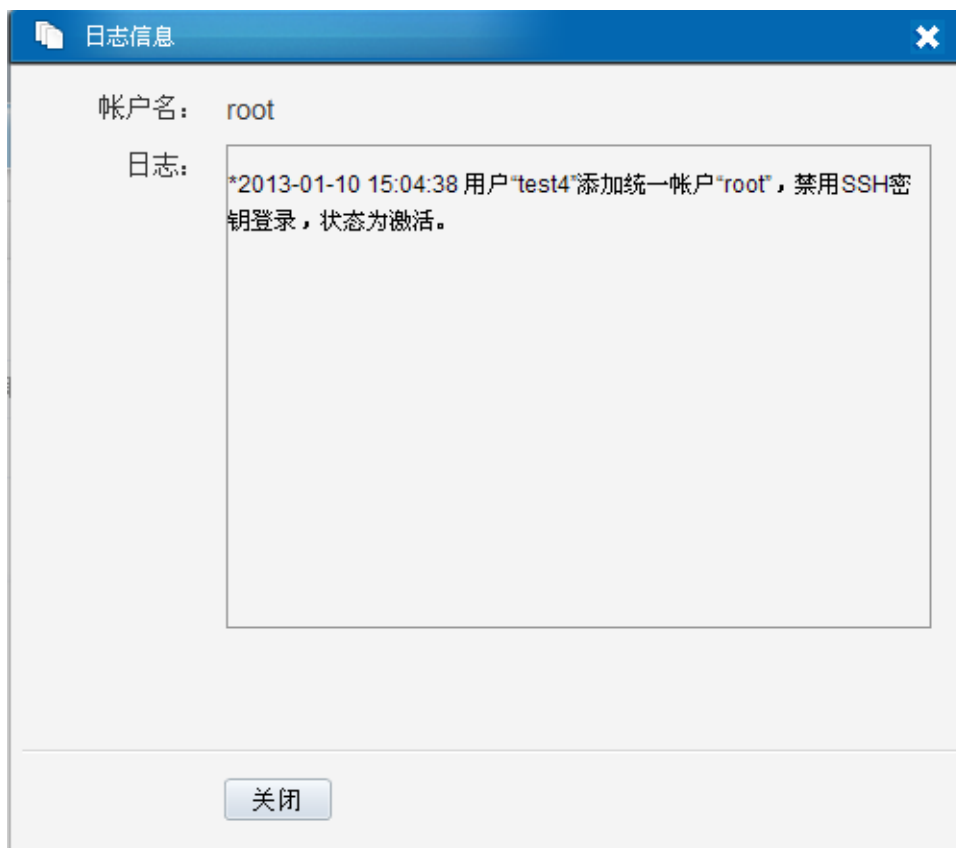 日志信息
帐户名： root
日志：
*2013-01-10 15:04:38 用户“test4”添加统一帐户“root”，禁用SSH密
钥登录，状态为激活。
关闭